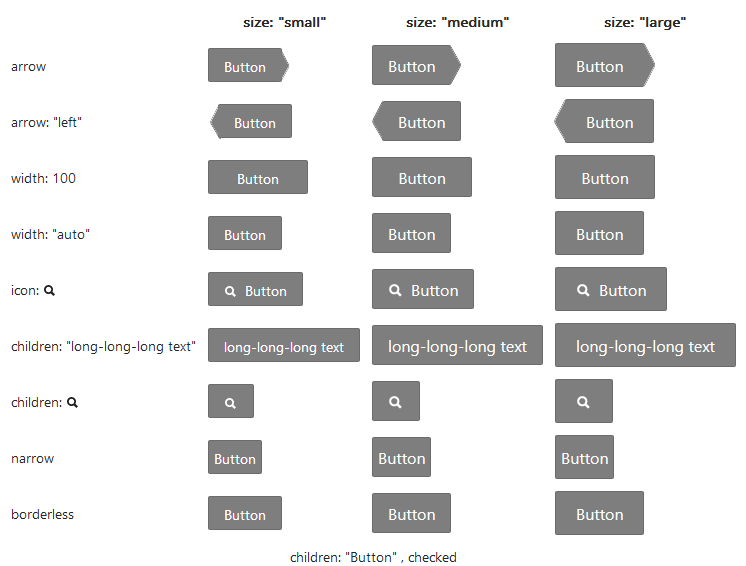 size: "small" size: "medium" size: "large"
arrow Button Button Button
arrow: "left" Button Button Button
width: 100 Button Button Button
width: "auto" Button Button Button
icon: Button Button Button
children: "long-long-long text" long-long-long text long-long-long text long-long-long text
children:
narrow Button Button Button
borderless Button Button Button
children: "Button" , checked